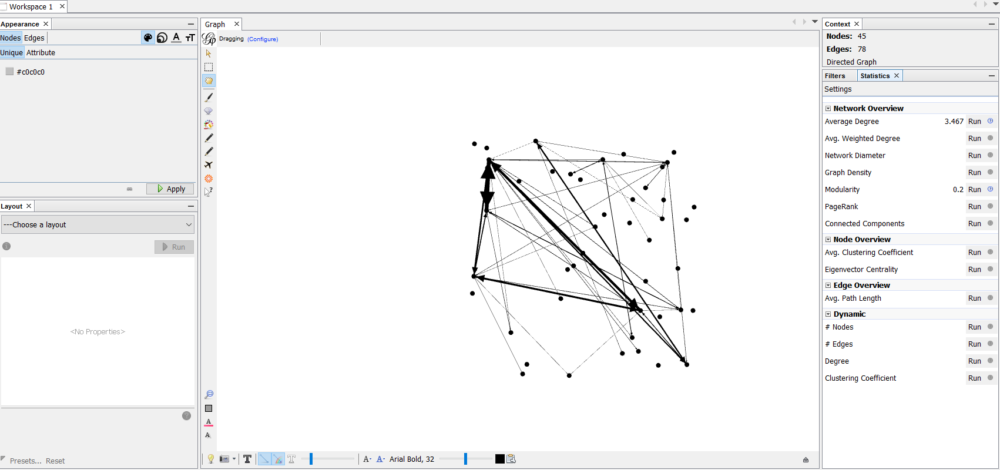 Workspace 1
Appearance
Nodes Edges
Unique Attribute
#c0c0c0
Apply
Layout
---Choose a layout
Run
<No Properties>
Presets... Reset
Graph
Dragging (Configure)
Arial Bold, 32
Context
Nodes: 45
Edges: 78
Directed Graph
Filters Statistics
Settings
Network Overview
Average Degree 3.467 Run
Avg. Weighted Degree Run
Network Diameter Run
Graph Density Run
Modularity 0.2 Run
PageRank Run
Connected Components Run
Node Overview
Avg. Clustering Coefficient Run
Eigenvector Centrality Run
Edge Overview
Avg. Path Length Run
Dynamic
# Nodes Run
# Edges Run
Degree Run
Clustering Coefficient Run